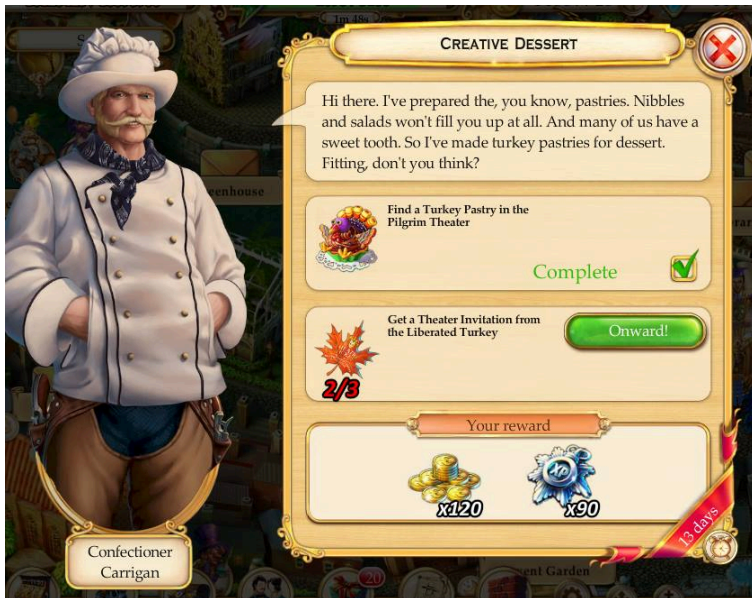 1m 48s
CREATIVE DESSERT
Hi there. I've prepared the, you know, pastries. Nibbles
and salads won't fill you up at all. And many of us have a
sweet tooth. So I've made turkey pastries for dessert.
Fitting, don't you think?
Find a Turkey Pastry in the
Pilgrim Theater
Complete
Get a Theater Invitation from
the Liberated Turkey
Onward!
2/3
Your reward
XP
x120
x90
13 days
Confectioner
Carrigan
20
Garden